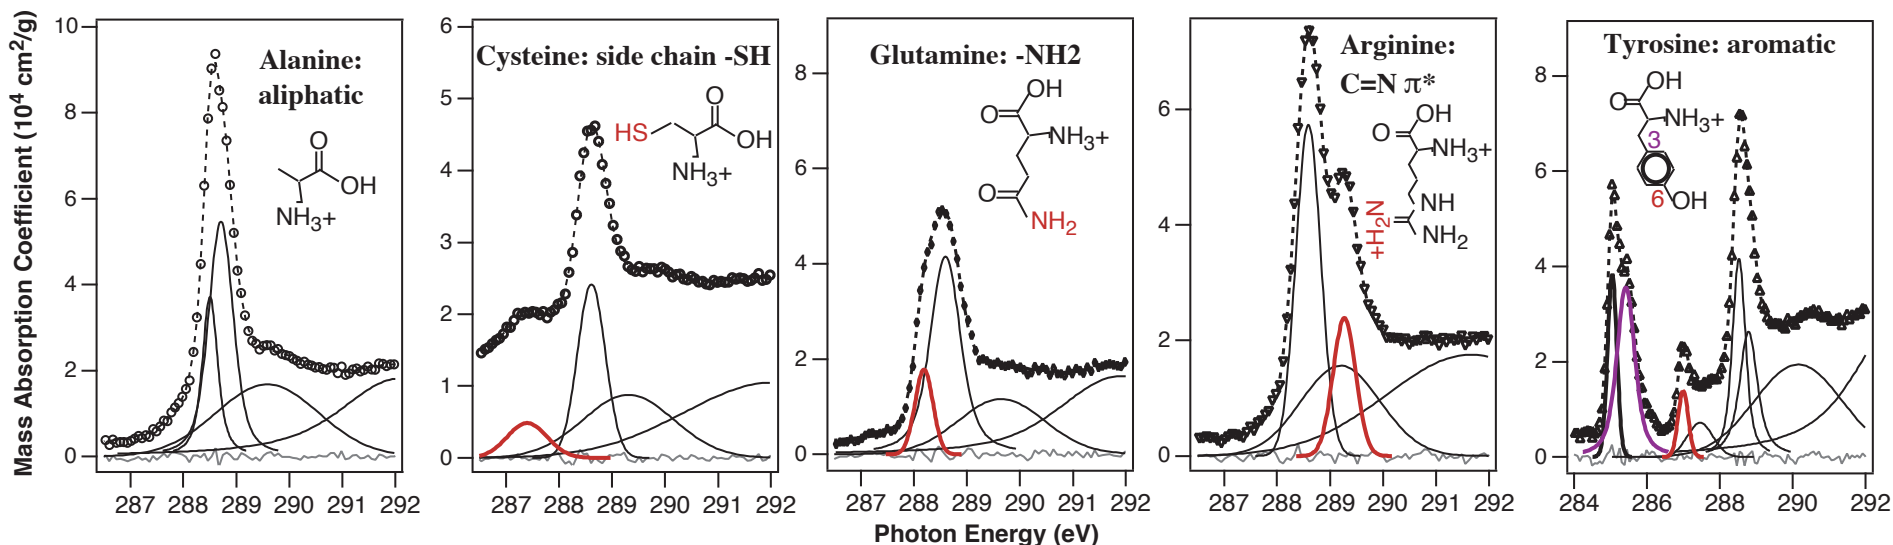 Mass Absorption Coefficient (10⁴ cm²/g)
10
8
6
4
2
0
Alanine:
aliphatic
O
OH
NH₃+
287 288 289 290 291 292
6
5
4
3
2
1
0
Cysteine: side chain -SH
O
HS
OH
NH₃+
287 288 289 290 291 292
8
6
4
2
0
Glutamine: -NH2
OH
O
NH₃+
O
NH₂
287 288 289 290 291 292
6
4
2
0
Arginine:
C=N π*
OH
O
NH₃+
NH
+H₂N
NH₂
287 288 289 290 291 292
8
6
4
2
0
Tyrosine: aromatic
OH
O
NH₃+
3
6
OH
284 286 288 290 292
Photon Energy (eV)